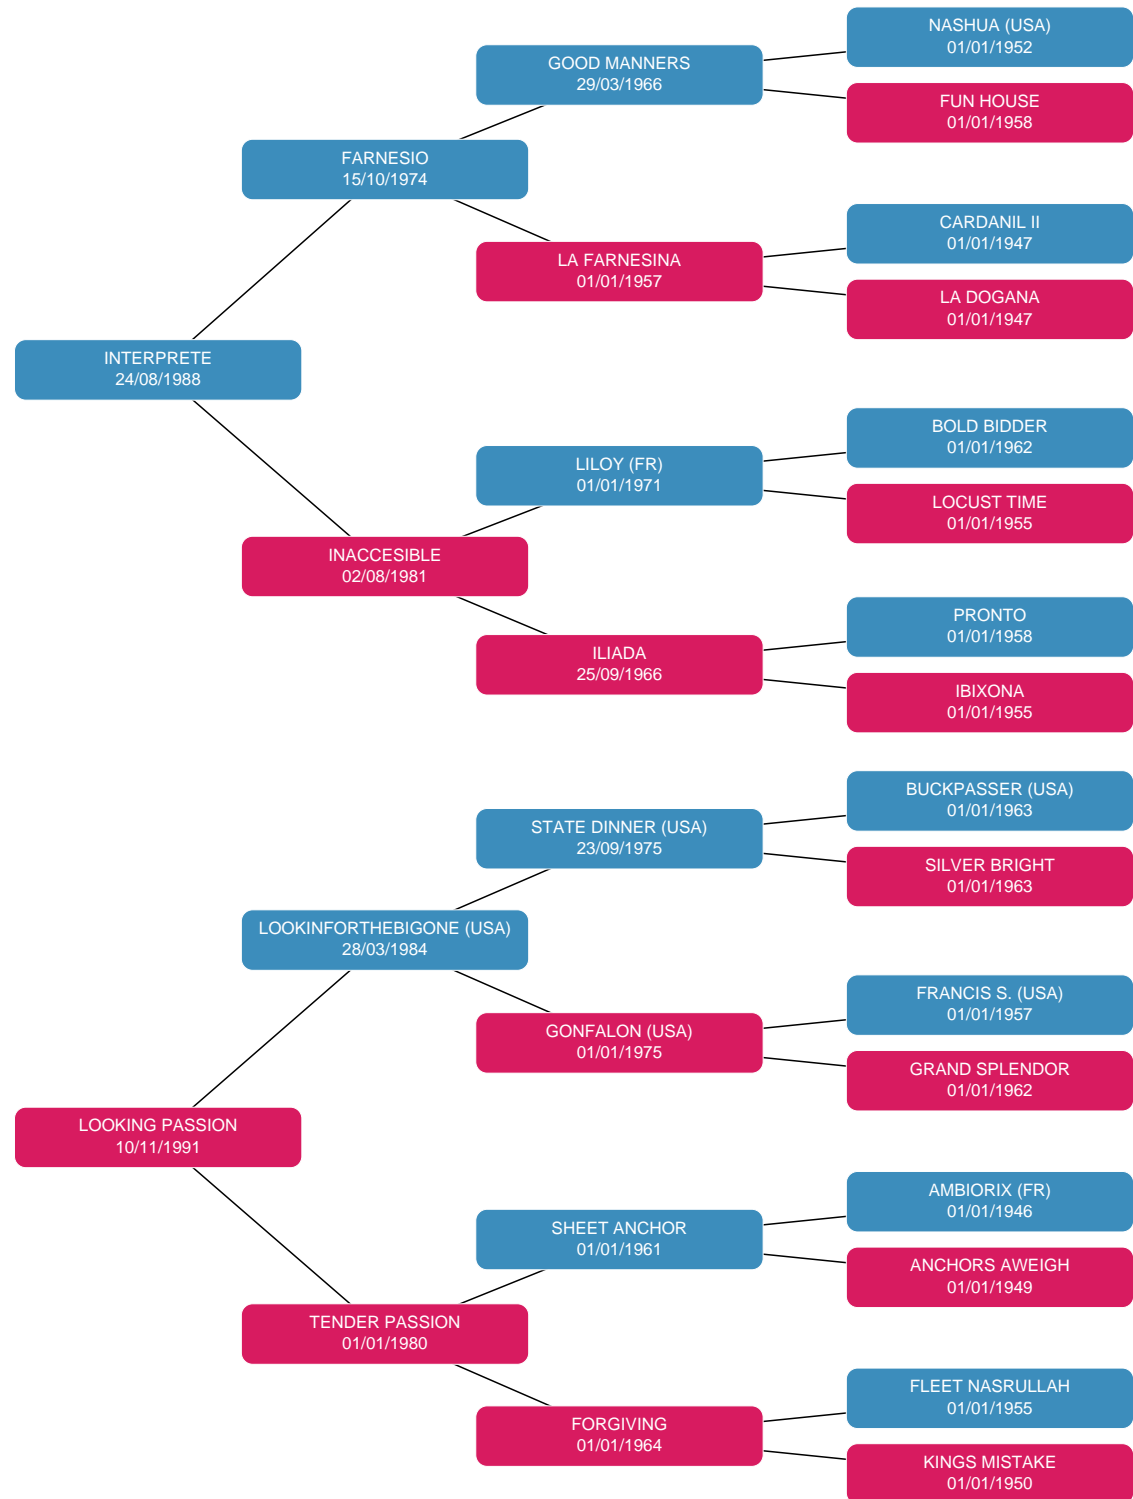 NASHUA (USA)
01/01/1952
GOOD MANNERS
29/03/1966
FUN HOUSE
01/01/1958
FARNESIO
15/10/1974
CARDANIL II
01/01/1947
LA FARNESINA
01/01/1957
LA DOGANA
01/01/1947
INTERPRETE
24/08/1988
BOLD BIDDER
01/01/1962
LILOY (FR)
01/01/1971
LOCUST TIME
01/01/1955
INACCESIBLE
02/08/1981
PRONTO
01/01/1958
ILIADA
25/09/1966
IBIXONA
01/01/1955
BUCKPASSER (USA)
01/01/1963
STATE DINNER (USA)
23/09/1975
SILVER BRIGHT
01/01/1963
LOOKINFORTHEBIGONE (USA)
28/03/1984
FRANCIS S. (USA)
01/01/1957
GONFALON (USA)
01/01/1975
GRAND SPLENDOR
01/01/1962
LOOKING PASSION
10/11/1991
AMBIORIX (FR)
01/01/1946
SHEET ANCHOR
01/01/1961
ANCHORS AWEIGH
01/01/1949
TENDER PASSION
01/01/1980
FLEET NASRULLAH
01/01/1955
FORGIVING
01/01/1964
KINGS MISTAKE
01/01/1950